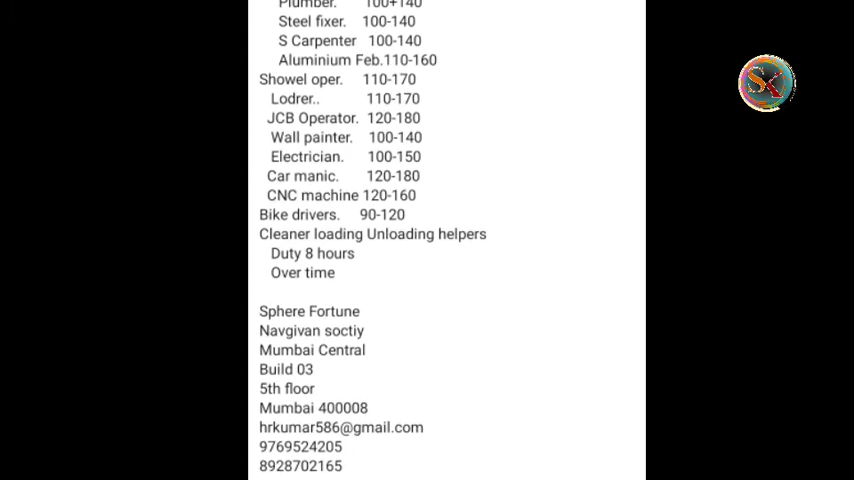 Plumber. 100+140
Steel fixer. 100-140
S Carpenter 100-140
Aluminium Feb.110-160
Showel oper. 110-170
Lodrer.. 110-170
JCB Operator. 120-180
Wall painter. 100-140
Electrician. 100-150
Car manic. 120-180
CNC machine 120-160
Bike drivers. 90-120
Cleaner loading Unloading helpers
Duty 8 hours
Over time
Sphere Fortune
Navgivan soctiy
Mumbai Central
Build 03
5th floor
Mumbai 400008
hrkumar586@gmail.com
9769524205
8928702165
SK